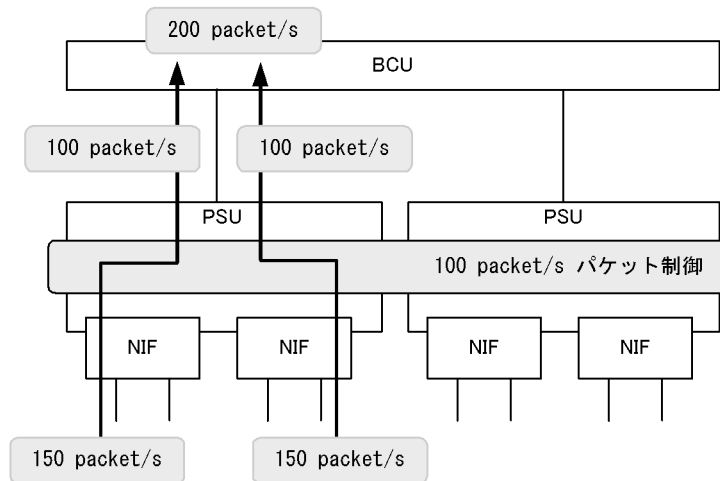 200 packet/s
BCU
100 packet/s
100 packet/s
PSU
PSU
100 packet/s パケット制御
NIF
NIF
NIF
NIF
150 packet/s
150 packet/s